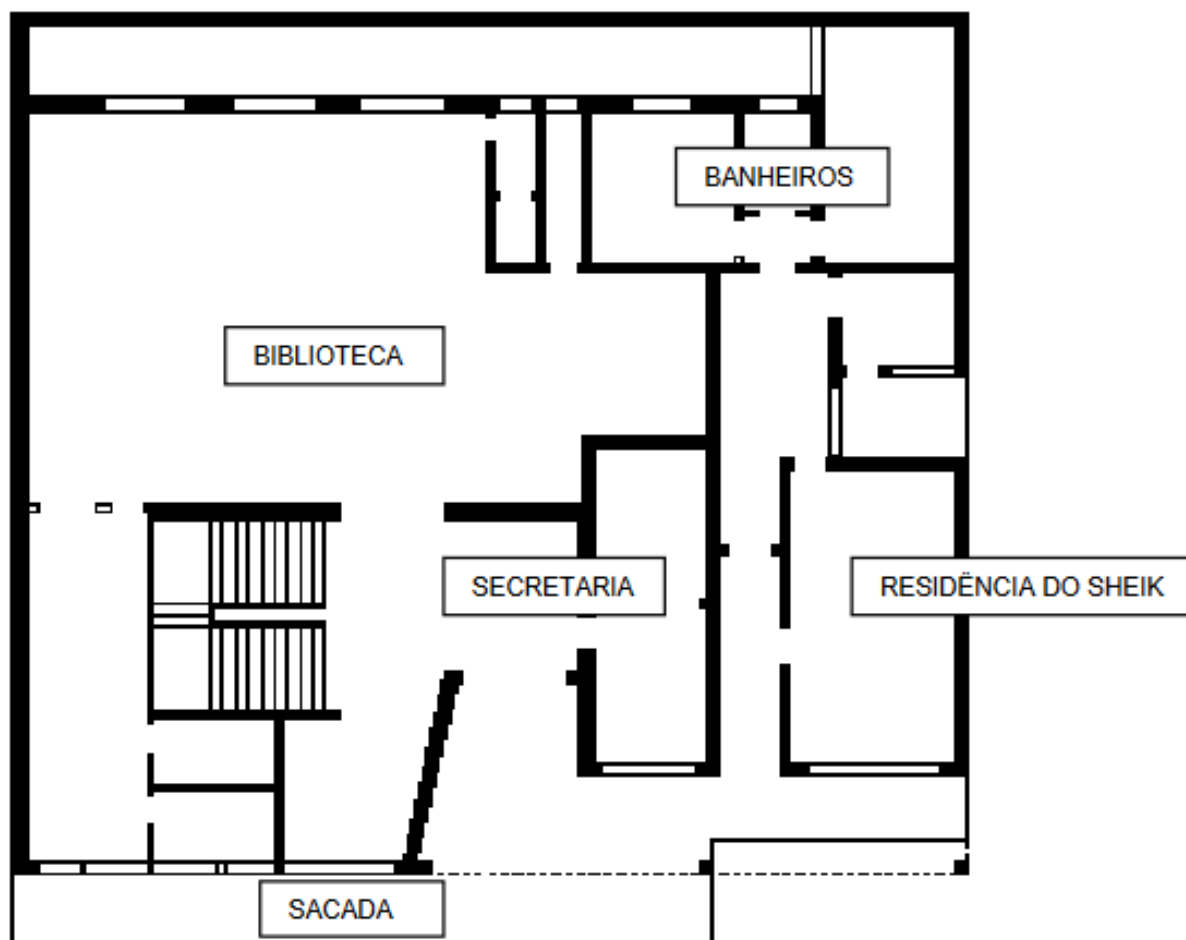 BANHEIROS
BIBLIOTECA
SECRETARIA
RESIDÊNCIA DO SHEIK
SACADA